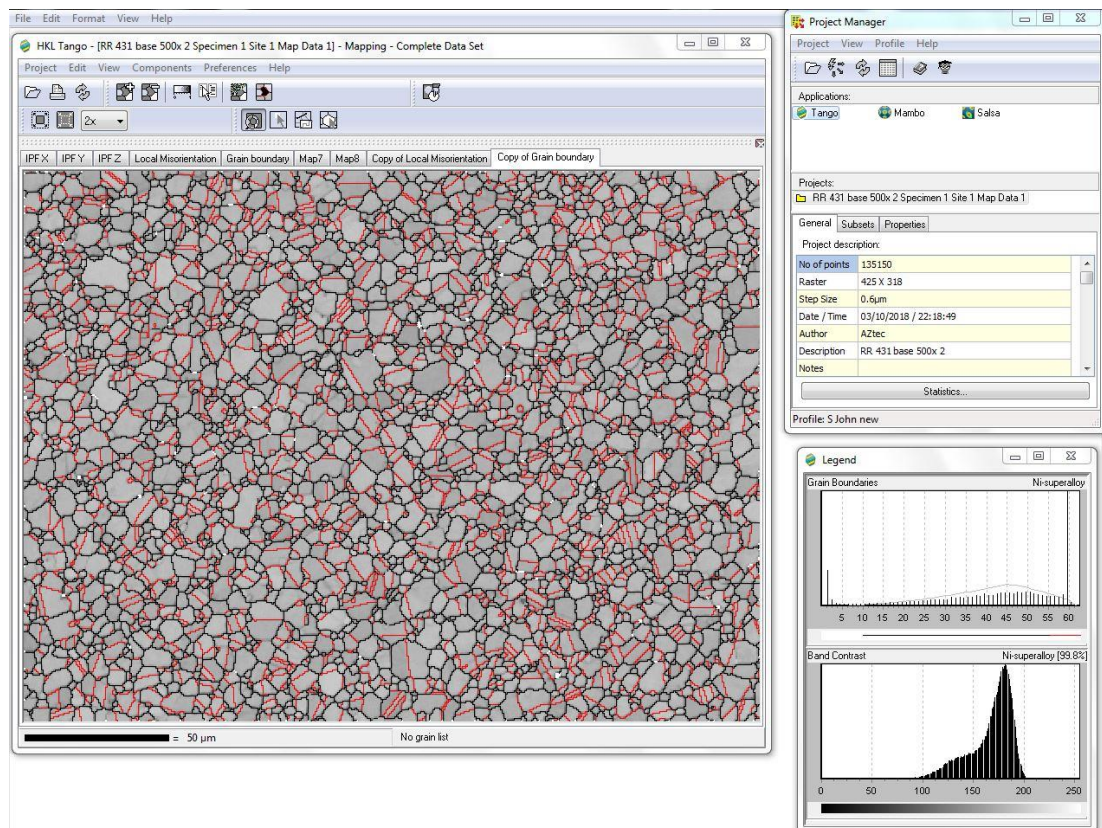 File Edit Format View Help
HKL Tango - [RR 431 base 500x 2 Specimen 1 Site 1 Map Data 1] - Mapping - Complete Data Set
Project Edit View Components Preferences Help
2x
IPF X IPF Y IPF Z Local Misorientation Grain boundary Map7 Map8 Copy of Local Misorientation Copy of Grain boundary
= 50 µm No grain list
Project Manager
Project View Profile Help
Applications:
Tango Mambo Salsa
Projects:
RR 431 base 500x 2 Specimen 1 Site 1 Map Data 1
General Subsets Properties
Project description:
No of points 135150
Raster 425 X 318
Step Size 0.6µm
Date / Time 03/10/2018 / 22:18:49
Author AZtec
Description RR 431 base 500x 2
Notes
Statistics...
Profile: S John new
Legend
Grain Boundaries Ni-superalloy
5 10 15 20 25 30 35 40 45 50 55 60
Band Contrast Ni-superalloy [99.8%]
0 50 100 150 200 250